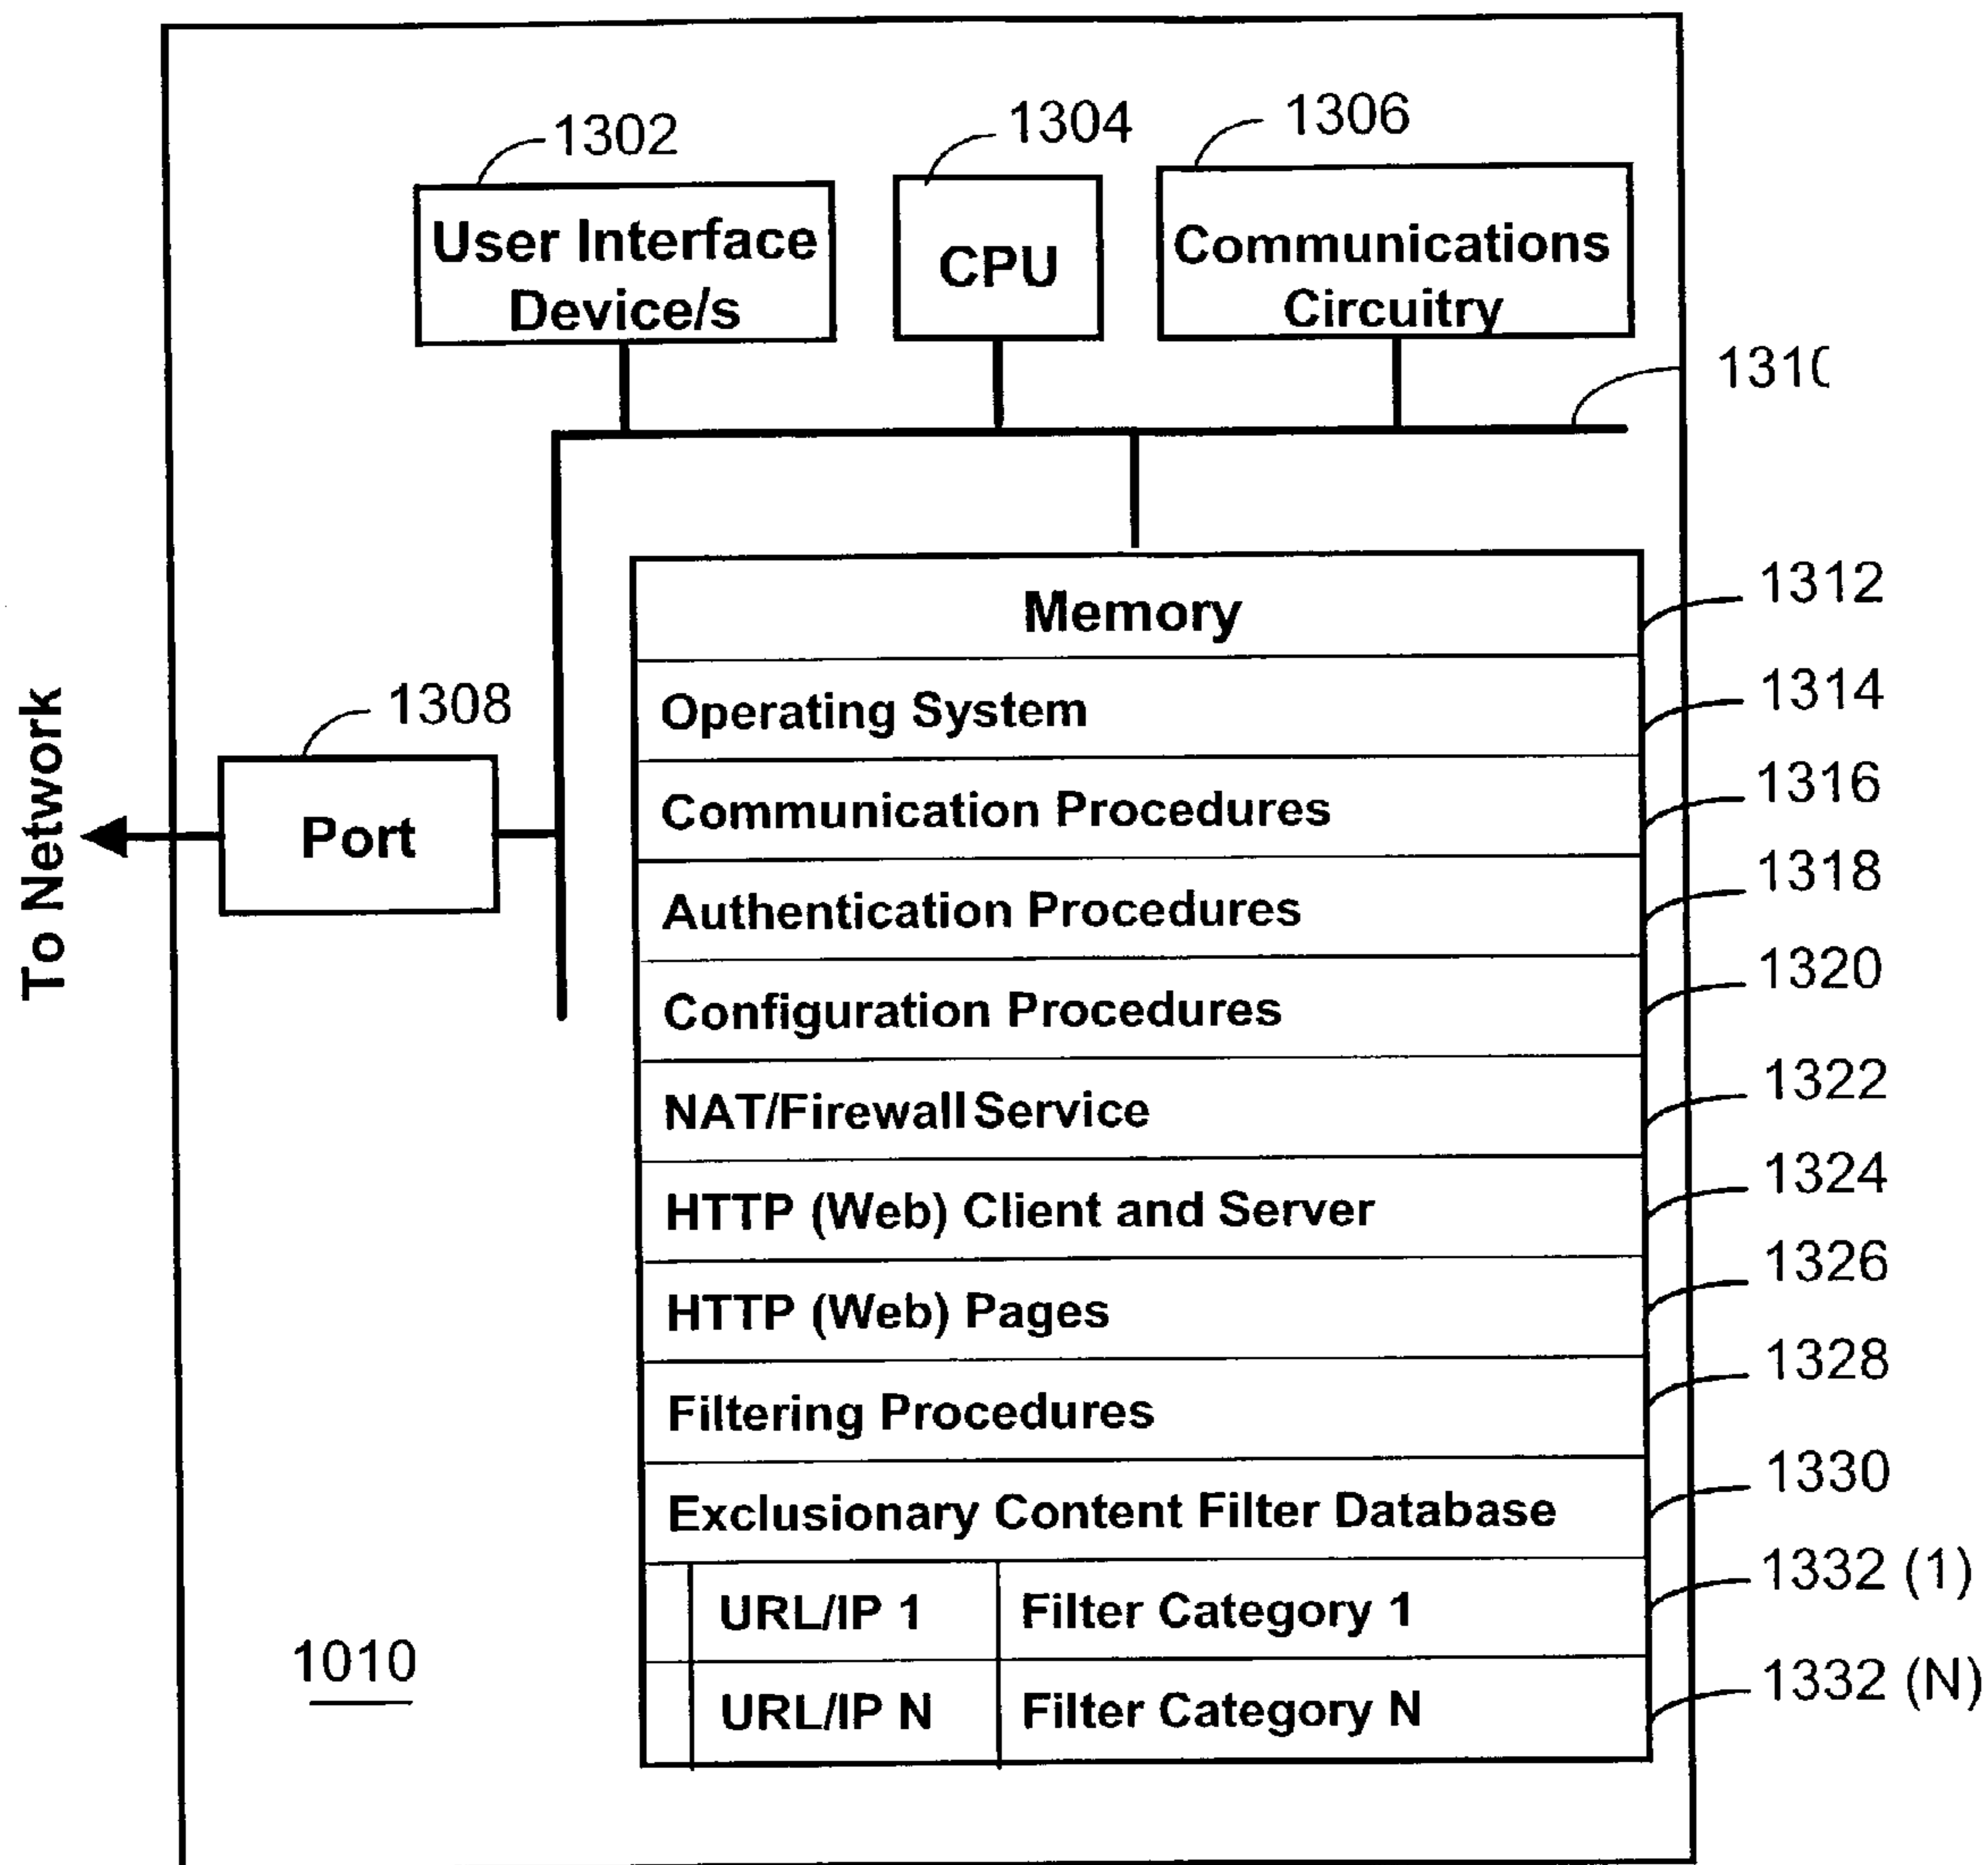 1302
1304
1306
User Interface
Device/s
CPU
Communications
Circuitry
Memory
1312
Operating System
1314
1308
Port
To Network
Communication Procedures
1316
Authentication Procedures
1318
Configuration Procedures
1320
NAT/Firewall Service
1322
HTTP (Web) Client and Server
1324
HTTP (Web) Pages
1326
Filtering Procedures
1328
Exclusionary Content Filter Database
1330
URL/IP 1
Filter Category 1
1332 (1)
URL/IP N
Filter Category N
1332 (N)
1010